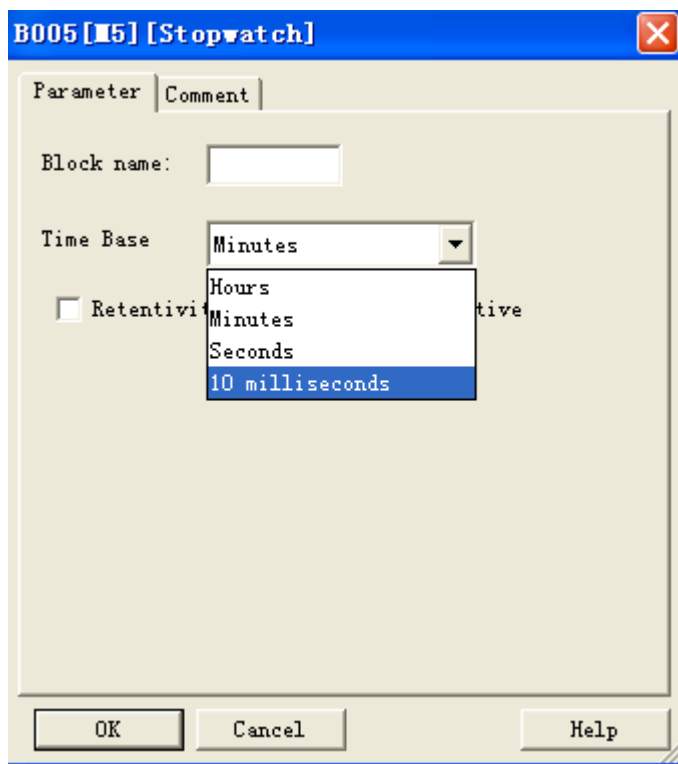 B005[M5][Stopwatch]
Parameter Comment
Block name:
Time Base Minutes
Hours
Retentivi tive
Minutes
Seconds
10 milliseconds
OK Cancel Help